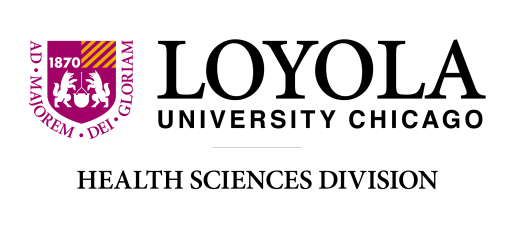 1870
AD • MAJOREM • DEI • GLORIAM
LOYOLA
UNIVERSITY CHICAGO
HEALTH SCIENCES DIVISION